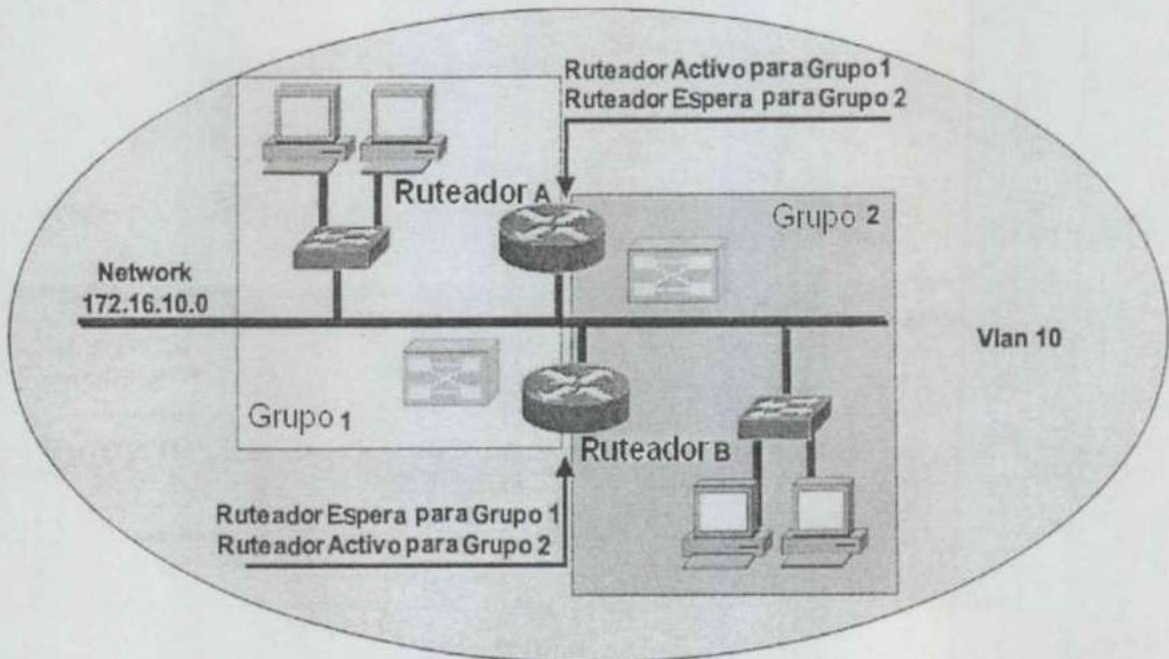 Ruteador Activo para Grupo 1
Ruteador Espera para Grupo 2
Ruteador A
Grupo 2
Network
172.16.10.0
Vlan 10
Grupo 1
Ruteador B
Ruteador Espera para Grupo 1
Ruteador Activo para Grupo 2